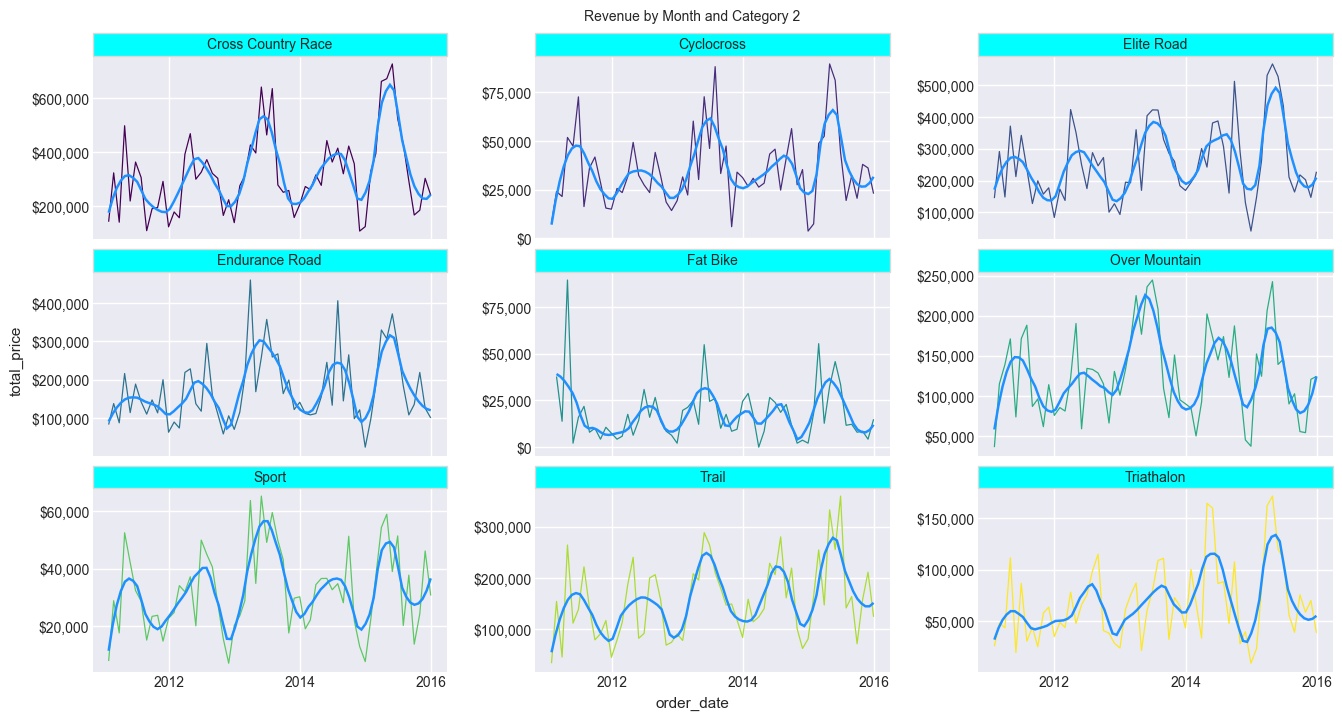 Revenue by Month and Category 2
Cross Country Race
Cyclocross
Elite Road
$600,000
$400,000
$200,000
$75,000
$50,000
$25,000
$0
$500,000
$400,000
$300,000
$200,000
$100,000
Endurance Road
Fat Bike
Over Mountain
$400,000
$300,000
$200,000
$100,000
$75,000
$50,000
$25,000
$0
$250,000
$200,000
$150,000
$100,000
$50,000
total_price
Sport
Trail
Triathalon
$60,000
$40,000
$20,000
$300,000
$200,000
$100,000
$150,000
$100,000
$50,000
2012 2014 2016
2012 2014 2016
2012 2014 2016
order_date